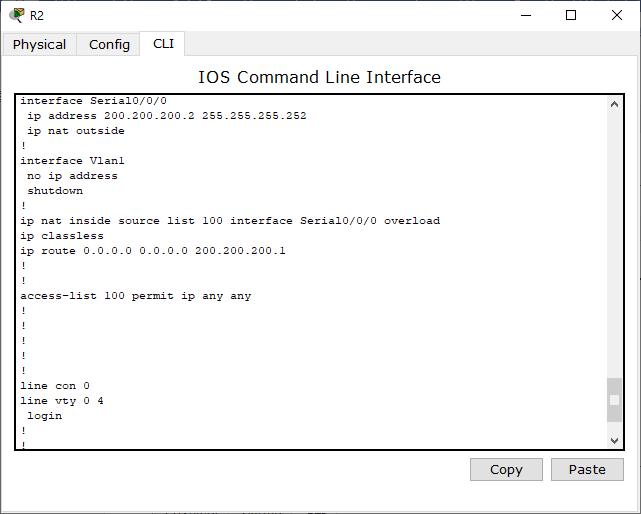 R2
Physical Config CLI
IOS Command Line Interface
interface Serial0/0/0
 ip address 200.200.200.2 255.255.255.252
 ip nat outside
!
interface Vlan1
 no ip address
 shutdown
!
ip nat inside source list 100 interface Serial0/0/0 overload
ip classless
ip route 0.0.0.0 0.0.0.0 200.200.200.1
!
!
access-list 100 permit ip any any
!
!
!
!
!
line con 0
line vty 0 4
 login
!
!
Copy Paste